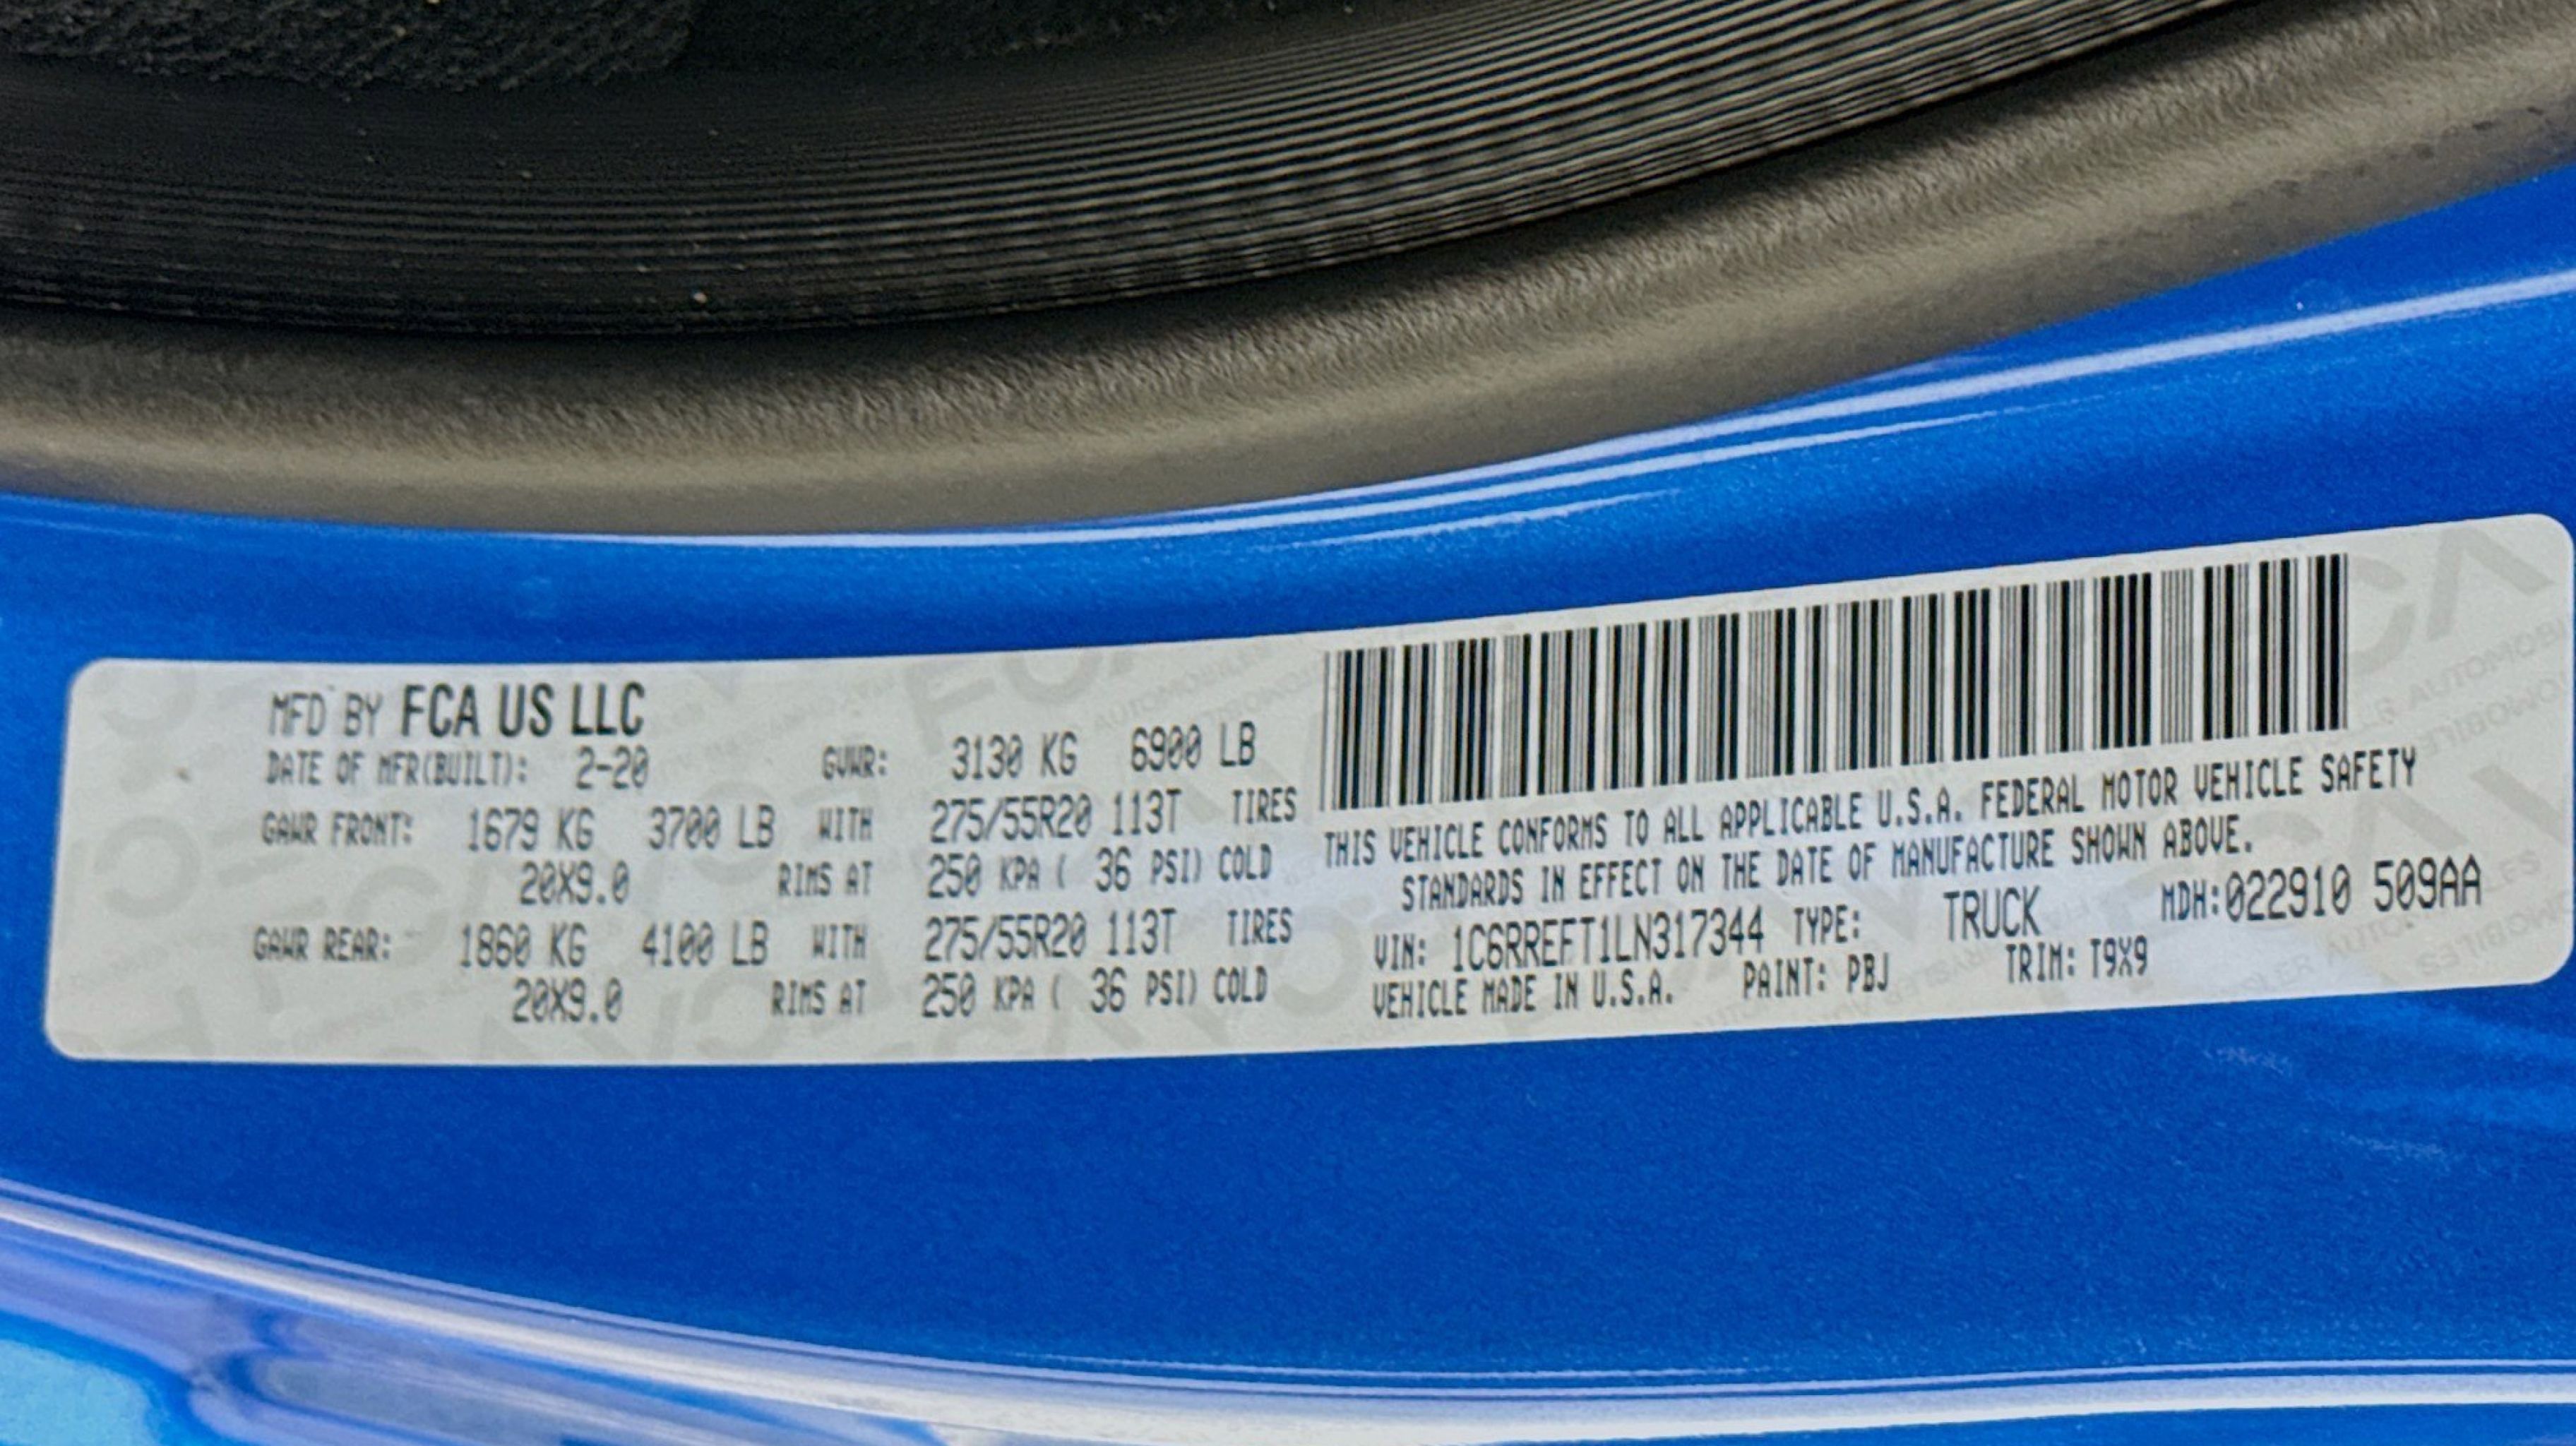 MFD BY FCA US LLC
DATE OF MFR(BUILT): 2-20 GVWR: 3130 KG 6900 LB
GAWR FRONT: 1679 KG 3700 LB WITH 275/55R20 113T TIRES
20X9.0 RIMS AT 250 KPA ( 36 PSI) COLD
GAWR REAR: 1860 KG 4100 LB WITH 275/55R20 113T TIRES
20X9.0 RIMS AT 250 KPA ( 36 PSI) COLD
THIS VEHICLE CONFORMS TO ALL APPLICABLE U.S.A. FEDERAL MOTOR VEHICLE SAFETY
STANDARDS IN EFFECT ON THE DATE OF MANUFACTURE SHOWN ABOVE.
VIN: 1C6RREFT1LN317344 TYPE: TRUCK MDH:022910 509AA
VEHICLE MADE IN U.S.A. PAINT: PBJ TRIM: T9X9